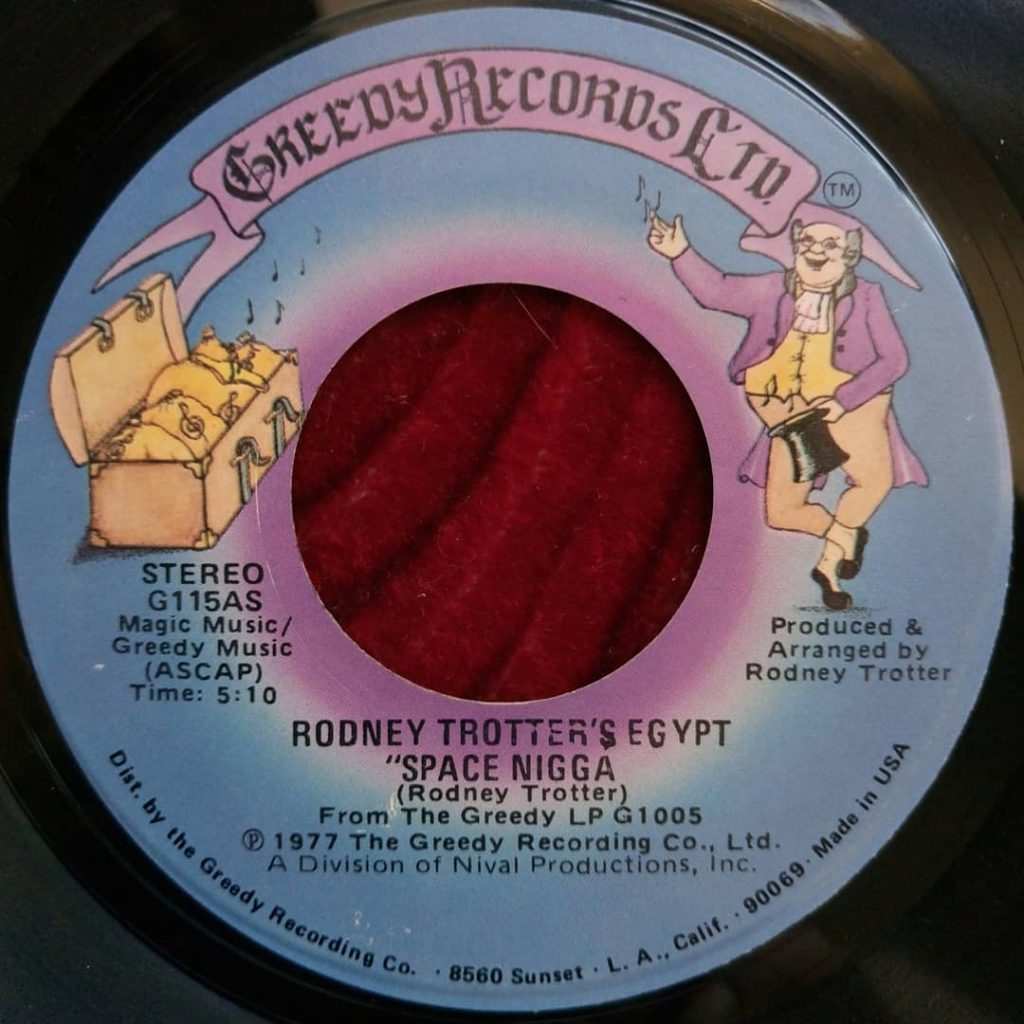 GREEDY RECORDS LTD.
TM
STEREO
G115AS
Magic Music/
Greedy Music
(ASCAP)
Time: 5:10
Produced &
Arranged by
Rodney Trotter
RODNEY TROTTER'S EGYPT
"SPACE NIGGA
(Rodney Trotter)
From The Greedy LP G1005
℗ 1977 The Greedy Recording Co., Ltd.
A Division of Nival Productions, Inc.
Dist. by the Greedy Recording Co. · 8560 Sunset · L. A., Calif. · 90069 · Made in USA